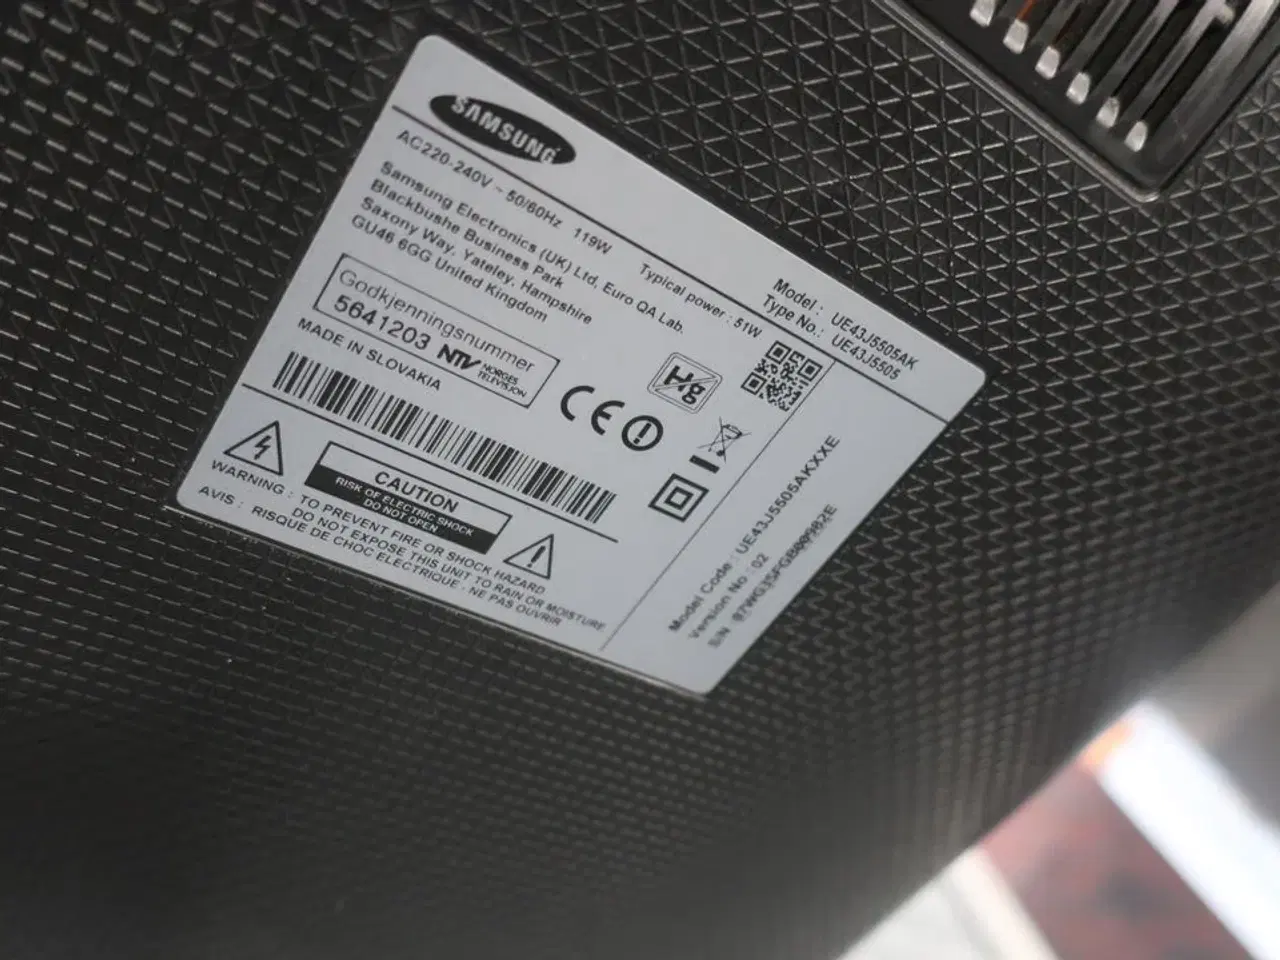 SAMSUNG
AC220-240V ~ 50/60Hz 119W Typical power : 51W
Model : UE43J5505AK
Type No.: UE43J5505
Samsung Electronics (UK) Ltd, Euro QA Lab.
Blackbushe Business Park
Saxony Way, Yateley, Hampshire
GU46 6GG United Kingdom
Godkjenningsnummer
5641203 NTV NORGES
TELEVISJON
MADE IN SLOVAKIA
Hg
CE
CAUTION
RISK OF ELECTRIC SHOCK
DO NOT OPEN
WARNING : TO PREVENT FIRE OR SHOCK HAZARD
DO NOT EXPOSE THIS UNIT TO RAIN OR MOISTURE
AVIS : RISQUE DE CHOC ELECTRIQUE - NE PAS OUVRIR
Model Code : UE43J5505AKXXE
Version No : 02
S/N